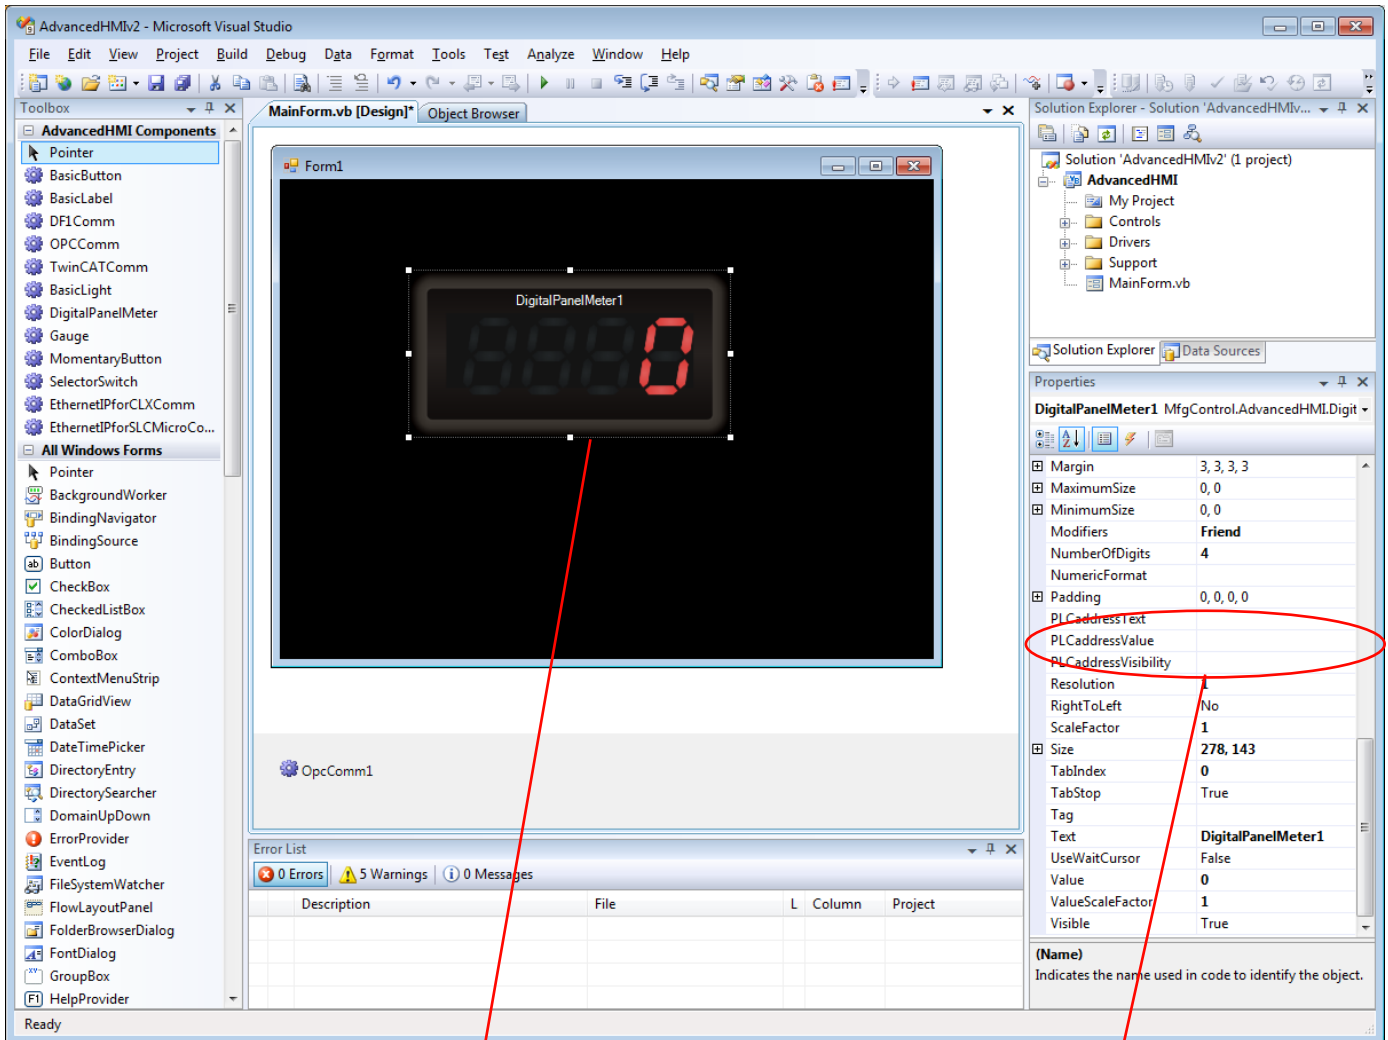 AdvancedHMIv2 - Microsoft Visual Studio
File Edit View Project Build Debug Data Format Tools Test Analyze Window Help
Toolbox
AdvancedHMI Components
Pointer
BasicButton
BasicLabel
DF1Comm
OPCComm
TwinCATComm
BasicLight
DigitalPanelMeter
Gauge
MomentaryButton
SelectorSwitch
EthernetIPforCLXComm
EthernetIPforSLCMicroCo...
All Windows Forms
Pointer
BackgroundWorker
BindingNavigator
BindingSource
Button
CheckBox
CheckedListBox
ColorDialog
ComboBox
ContextMenuStrip
DataGridView
DataSet
DateTimePicker
DirectoryEntry
DirectorySearcher
DomainUpDown
ErrorProvider
EventLog
FileSystemWatcher
FlowLayoutPanel
FolderBrowserDialog
FontDialog
GroupBox
HelpProvider
MainForm.vb [Design]* Object Browser
Form1
DigitalPanelMeter1
0
OpcComm1
Error List
0 Errors 5 Warnings 0 Messages
Description File L Column Project
Solution Explorer - Solution 'AdvancedHMIv...
Solution 'AdvancedHMIv2' (1 project)
AdvancedHMI
My Project
Controls
Drivers
Support
MainForm.vb
Solution Explorer Data Sources
Properties
DigitalPanelMeter1 MfgControl.AdvancedHMI.Digit
Margin 3, 3, 3, 3
MaximumSize 0, 0
MinimumSize 0, 0
Modifiers Friend
NumberOfDigits 4
NumericFormat
Padding 0, 0, 0, 0
PLCaddressText
PLCaddressValue
PLCaddressVisibility
Resolution 1
RightToLeft No
ScaleFactor 1
Size 278, 143
TabIndex 0
TabStop True
Tag
Text DigitalPanelMeter1
UseWaitCursor False
Value 0
ValueScaleFactor 1
Visible True
(Name)
Indicates the name used in code to identify the object.
Ready